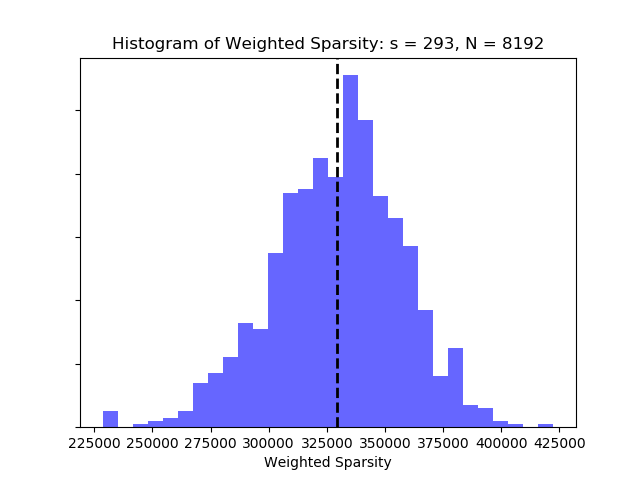 Histogram of Weighted Sparsity: s = 293, N = 8192
225000 250000 275000 300000 325000 350000 375000 400000 425000
Weighted Sparsity